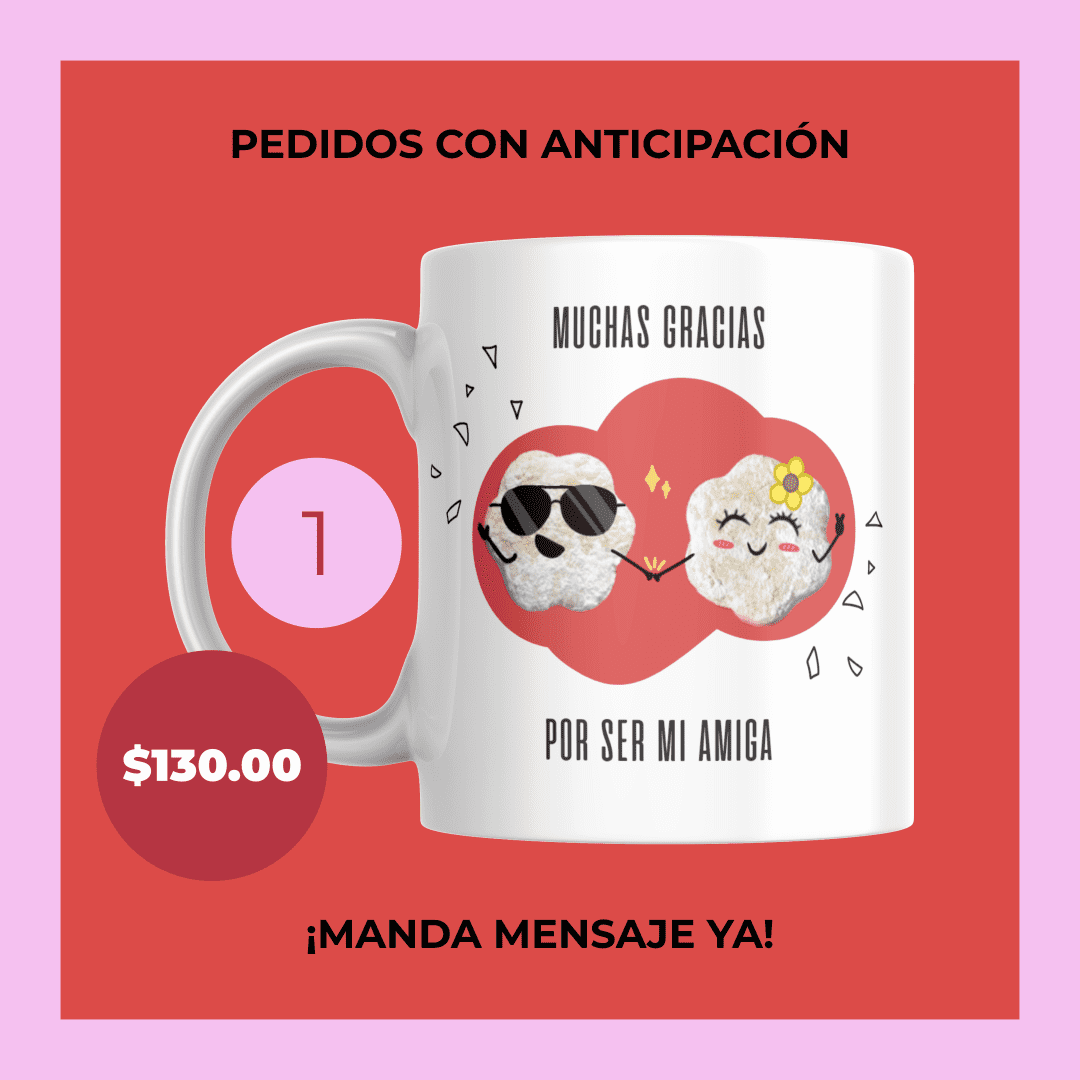 PEDIDOS CON ANTICIPACIÓN
MUCHAS GRACIAS
1
POR SER MI AMIGA
$130.00
¡MANDA MENSAJE YA!